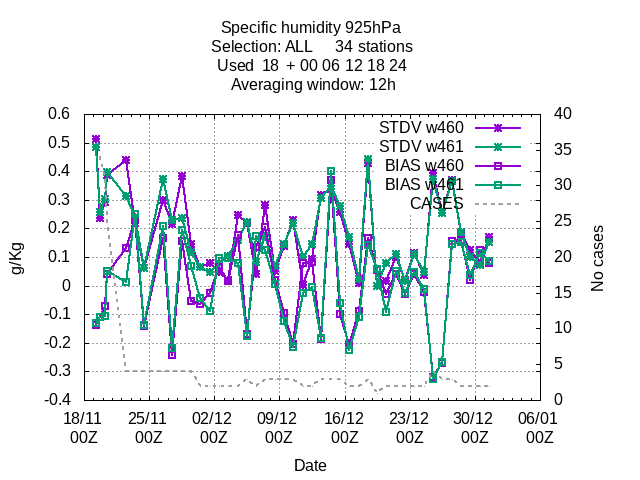 Specific humidity 925hPa
Selection: ALL 34 stations
Used 18 + 00 06 12 18 24
Averaging window: 12h
STDV w460
STDV w461
BIAS w460
BIAS w461
CASES
g/Kg
0.6
0.5
0.4
0.3
0.2
0.1
0
-0.1
-0.2
-0.3
-0.4
40
35
30
25
20
15
10
5
0
No cases
18/11 25/11 02/12 09/12 16/12 23/12 30/12 06/01
00Z 00Z 00Z 00Z 00Z 00Z 00Z 00Z
Date